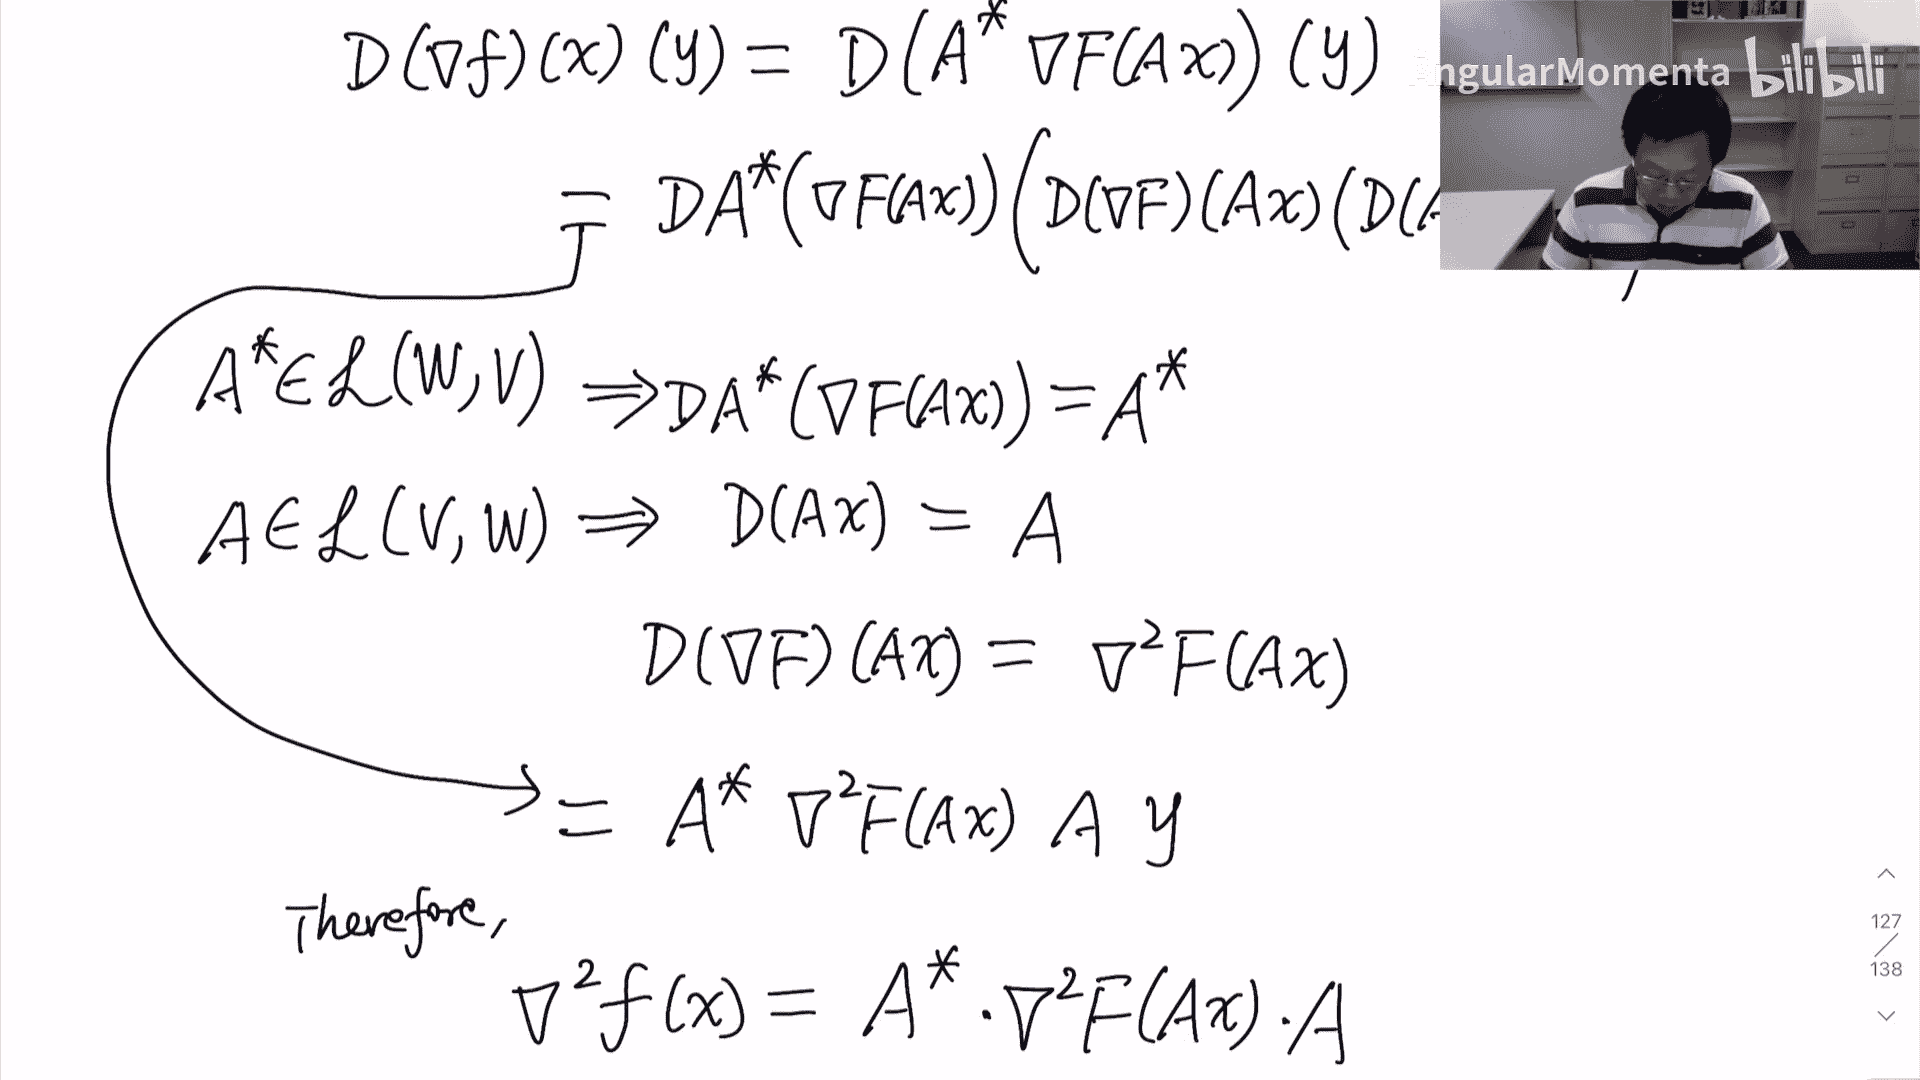 D(∇f)(x)(y) = D(A* ∇F(Ax))(y)
ngularMomenta bilibili
= DA*(∇F(Ax))(D(∇F)(Ax)(D(
A* ∈ ℒ(W,V) ⇒ DA*(∇F(Ax)) = A*
A ∈ ℒ(V,W) ⇒ D(Ax) = A
D(∇F)(Ax) = ∇²F(Ax)
= A* ∇²F(Ax) A y
Therefore,
∇²f(x) = A* · ∇²F(Ax) · A
127
/
138